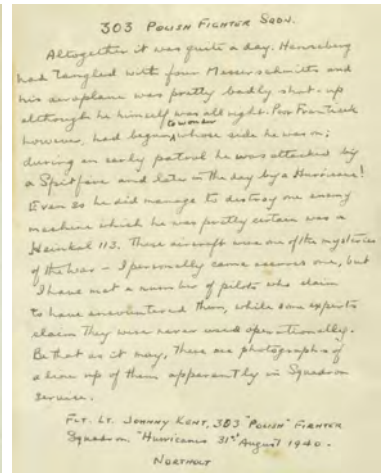 303 POLISH FIGHTER SQDN.
Altogether it was quite a day. Henneberg
had tangled with four Messerschmitts and
his aeroplane was pretty badly shot-up
although he himself was all right. Poor Frantisek
however, had begun to wonder whose side he was on;
during an early patrol he was attacked by
a Spitfire and later in the day by a Hurricane!
Even so he did manage to destroy one enemy
machine which he was pretty certain was a
Heinkel 113. These aircraft were one of the mysteries
of the war – I personally came across one, but
I have met a number of pilots who claim
to have encountered them, while some experts
claim they were never used operationally.
Be that as it may, there are photographs of
a line up of them apparently in Squadron
service.
FLT. LT. JOHNNY KENT, 303 "POLISH" FIGHTER
Squadron "Hurricanes 31st August 1940.
NORTHOLT